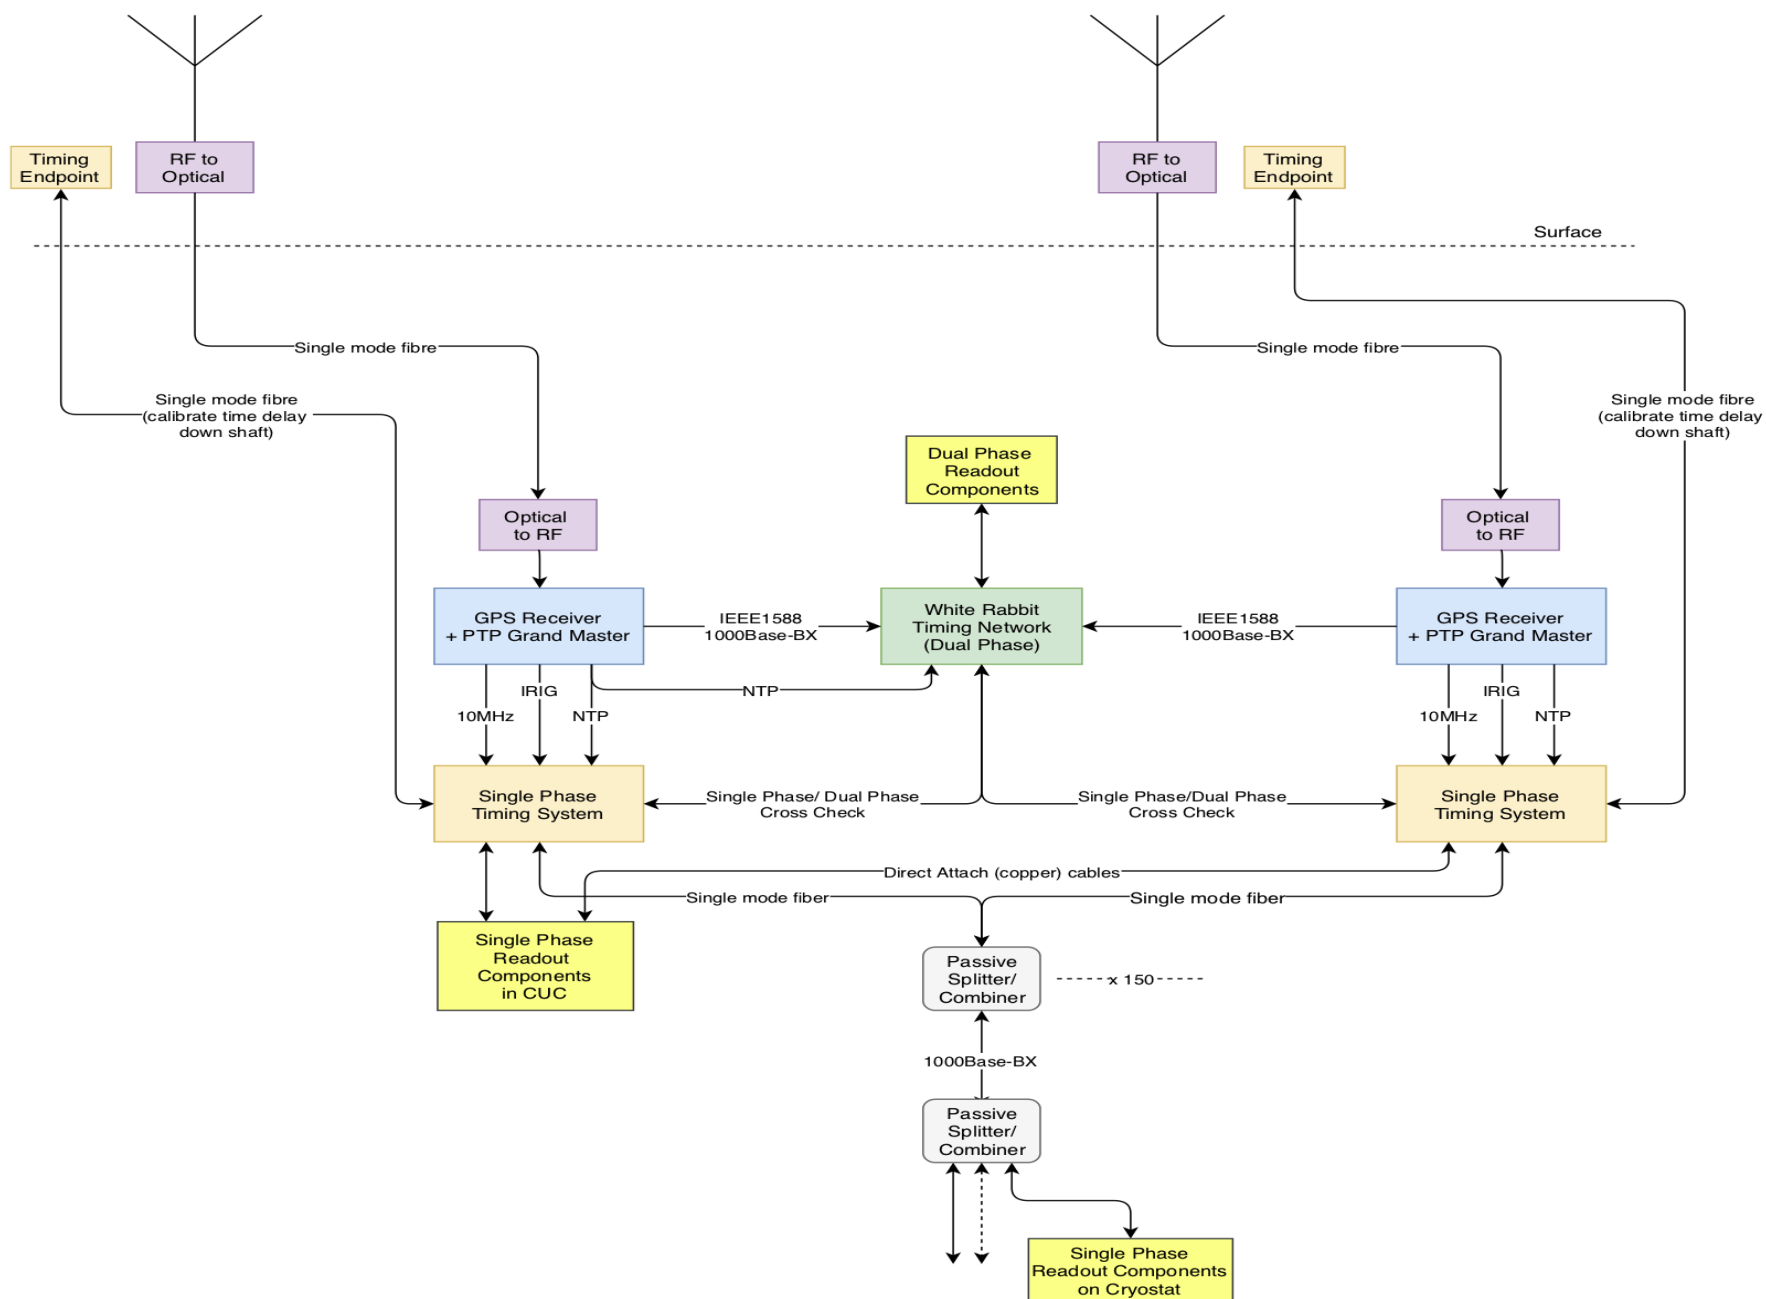 Timing
Endpoint
RF to
Optical
RF to
Optical
Timing
Endpoint
Surface
Single mode fibre
Single mode fibre
Single mode fibre
(calibrate time delay
down shaft)
Single mode fibre
(calibrate time delay
down shaft)
Dual Phase
Readout
Components
Optical
to RF
Optical
to RF
GPS Receiver
+ PTP Grand Master
IEEE1588
1000Base-BX
White Rabbit
Timing Network
(Dual Phase)
IEEE1588
1000Base-BX
GPS Receiver
+ PTP Grand Master
10MHz
IRIG
NTP
NTP
10MHz
IRIG
NTP
Single Phase
Timing System
Single Phase/ Dual Phase
Cross Check
Single Phase/Dual Phase
Cross Check
Single Phase
Timing System
Direct Attach (copper) cables
Single mode fiber
Single mode fiber
Single Phase
Readout
Components
in CUC
Passive
Splitter/
Combiner
x 150
1000Base-BX
Passive
Splitter/
Combiner
Single Phase
Readout Components
on Cryostat